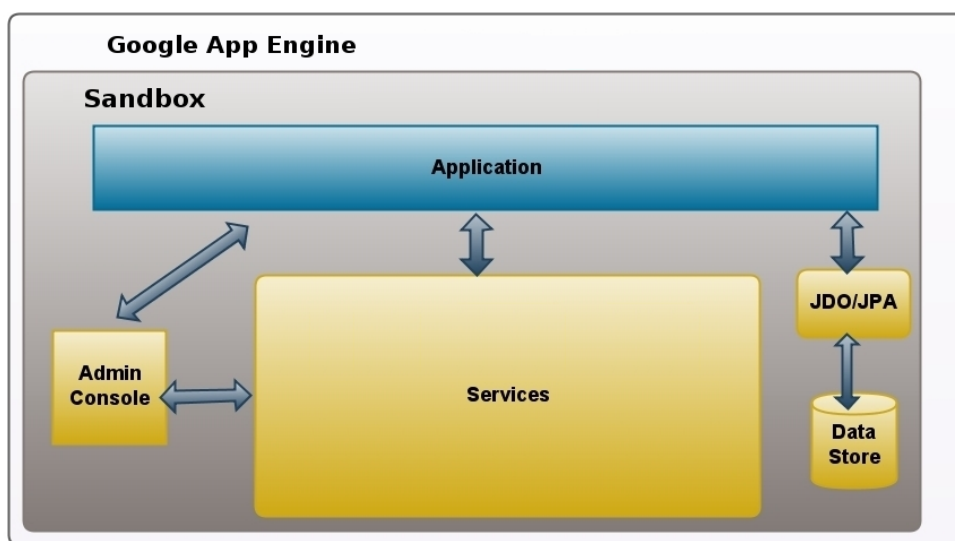 Google App Engine
Sandbox
Application
JDO/JPA
Admin
Console
Services
Data
Store